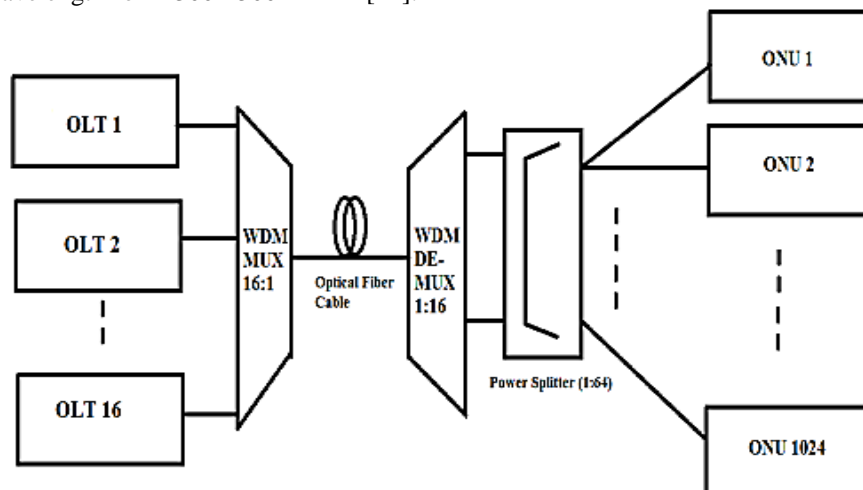 OLT 1
OLT 2
OLT 16
WDM
MUX
16:1
Optical Fiber
Cable
WDM
DE-
MUX
1:16
Power Splitter (1:64)
ONU 1
ONU 2
ONU 1024